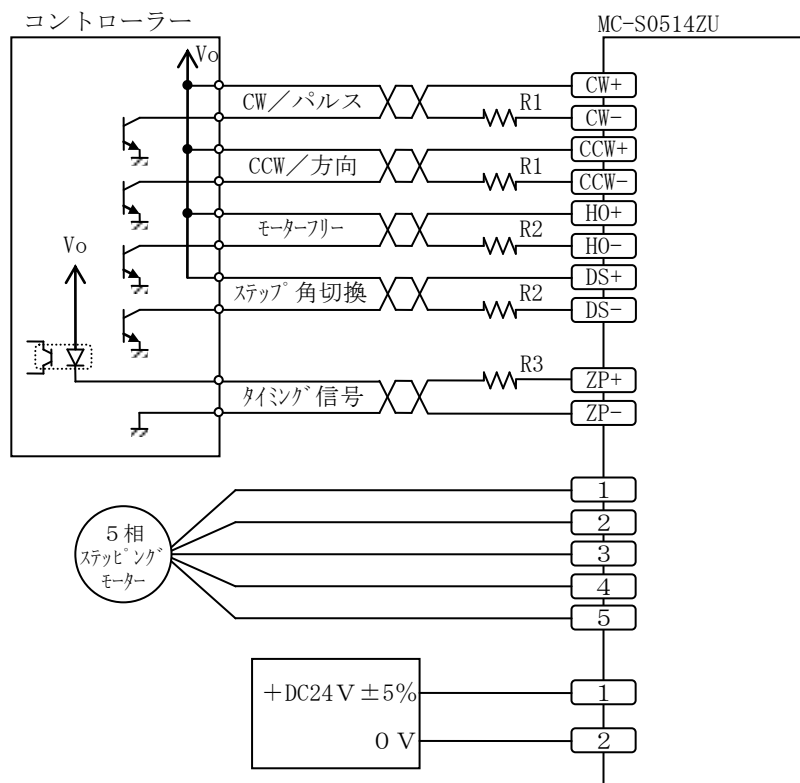 コントローラー
MC-S0514ZU
Vo
CW／パルス
R1
CW+
CW-
CCW／方向
R1
CCW+
CCW-
モーターフリー
R2
HO+
HO-
Vo
ステップ角切換
R2
DS+
DS-
タイミング信号
R3
ZP+
ZP-
５相
ステッピング
モーター
1
2
3
4
5
＋DC24Ｖ±5%
1
０Ｖ
2